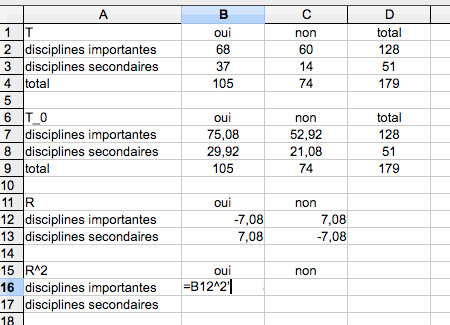 A B C D
1 T oui non total
2 disciplines importantes 68 60 128
3 disciplines secondaires 37 14 51
4 total 105 74 179
5
6 T_0 oui non total
7 disciplines importantes 75,08 52,92 128
8 disciplines secondaires 29,92 21,08 51
9 total 105 74 179
10
11 R oui non
12 disciplines importantes -7,08 7,08
13 disciplines secondaires 7,08 -7,08
14
15 R^2 oui non
16 disciplines importantes =B12^2'
17 disciplines secondaires
18